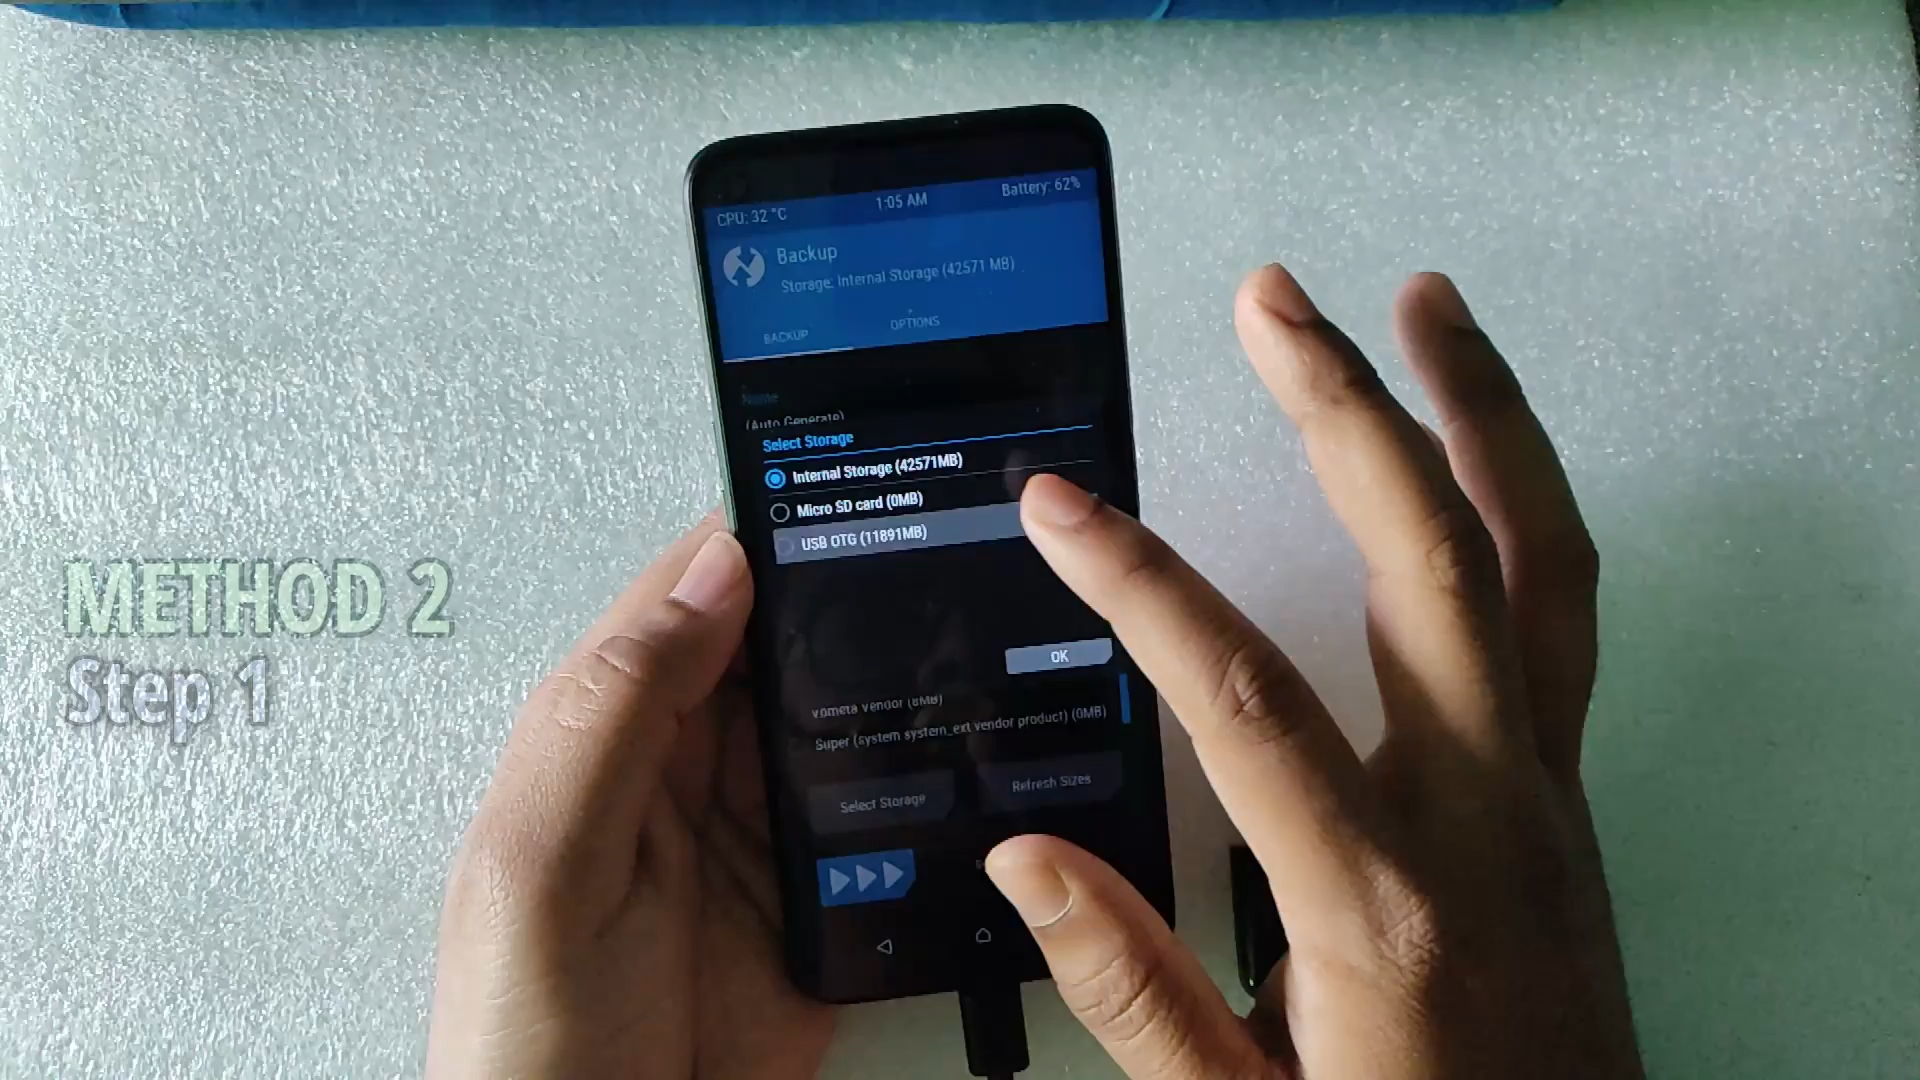 CPU: 32 °C 1:05 AM Battery: 62%
Backup
Storage: Internal Storage (42571 MB)
BACKUP OPTIONS
Name
(Auto Generate)
Select Storage
Internal Storage (42571MB)
Micro SD card (0MB)
USB OTG (11891MB)
OK
vbmeta vendor (8MB)
Super (system system_ext vendor product) (0MB)
Select Storage Refresh Sizes
METHOD 2
Step 1